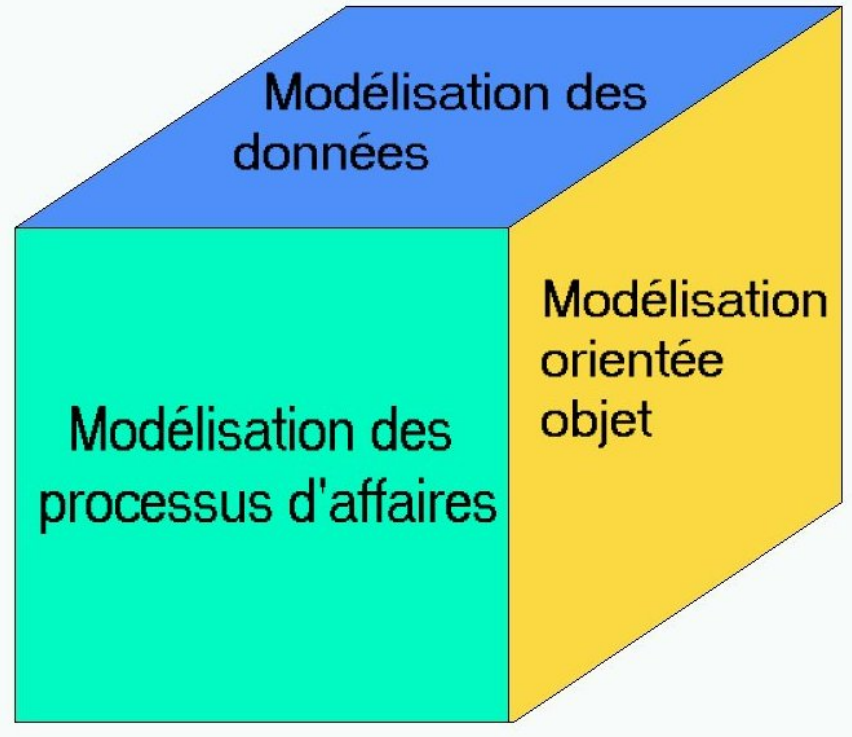 Modélisation des
données
Modélisation
orientée
objet
Modélisation des
processus d'affaires